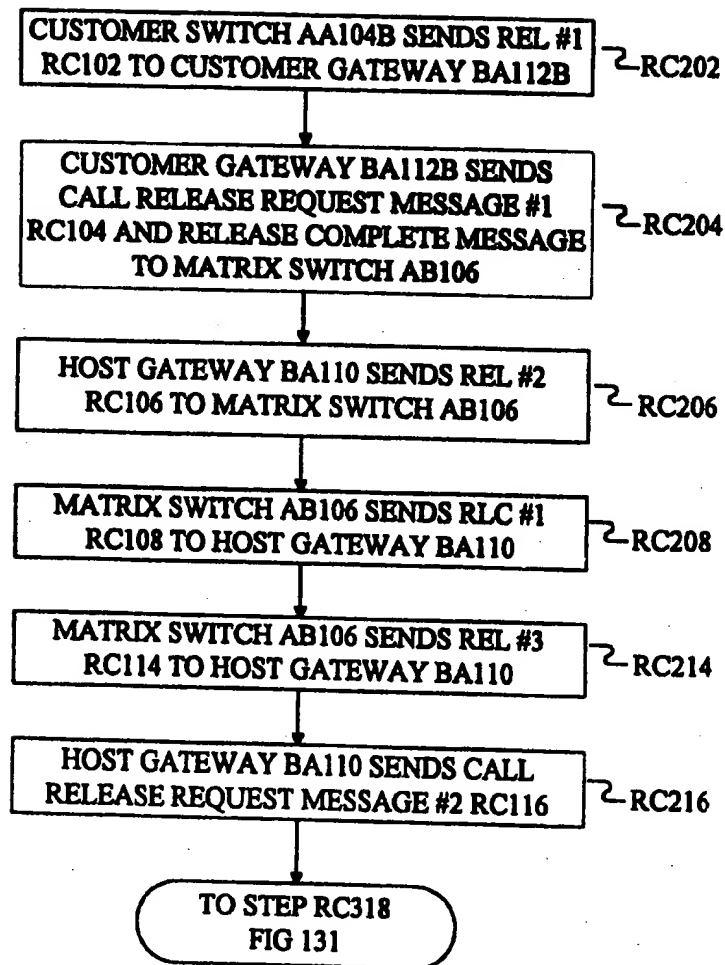 CUSTOMER SWITCH AA104B SENDS REL #1
RC102 TO CUSTOMER GATEWAY BA112B
RC202
CUSTOMER GATEWAY BA112B SENDS
CALL RELEASE REQUEST MESSAGE #1
RC104 AND RELEASE COMPLETE MESSAGE
TO MATRIX SWITCH AB106
RC204
HOST GATEWAY BA110 SENDS REL #2
RC106 TO MATRIX SWITCH AB106
RC206
MATRIX SWITCH AB106 SENDS RLC #1
RC108 TO HOST GATEWAY BA110
RC208
MATRIX SWITCH AB106 SENDS REL #3
RC114 TO HOST GATEWAY BA110
RC214
HOST GATEWAY BA110 SENDS CALL
RELEASE REQUEST MESSAGE #2 RC116
RC216
TO STEP RC318
FIG 131